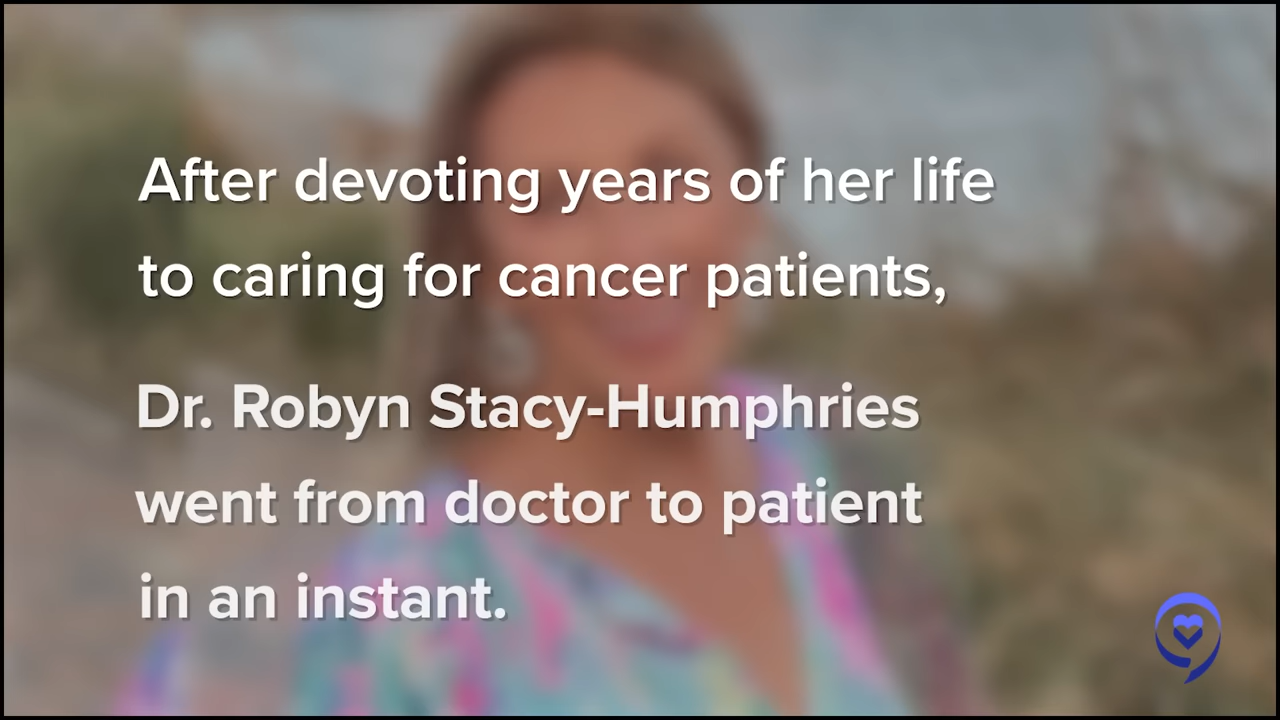 After devoting years of her life
to caring for cancer patients,
Dr. Robyn Stacy-Humphries
went from doctor to patient
in an instant.